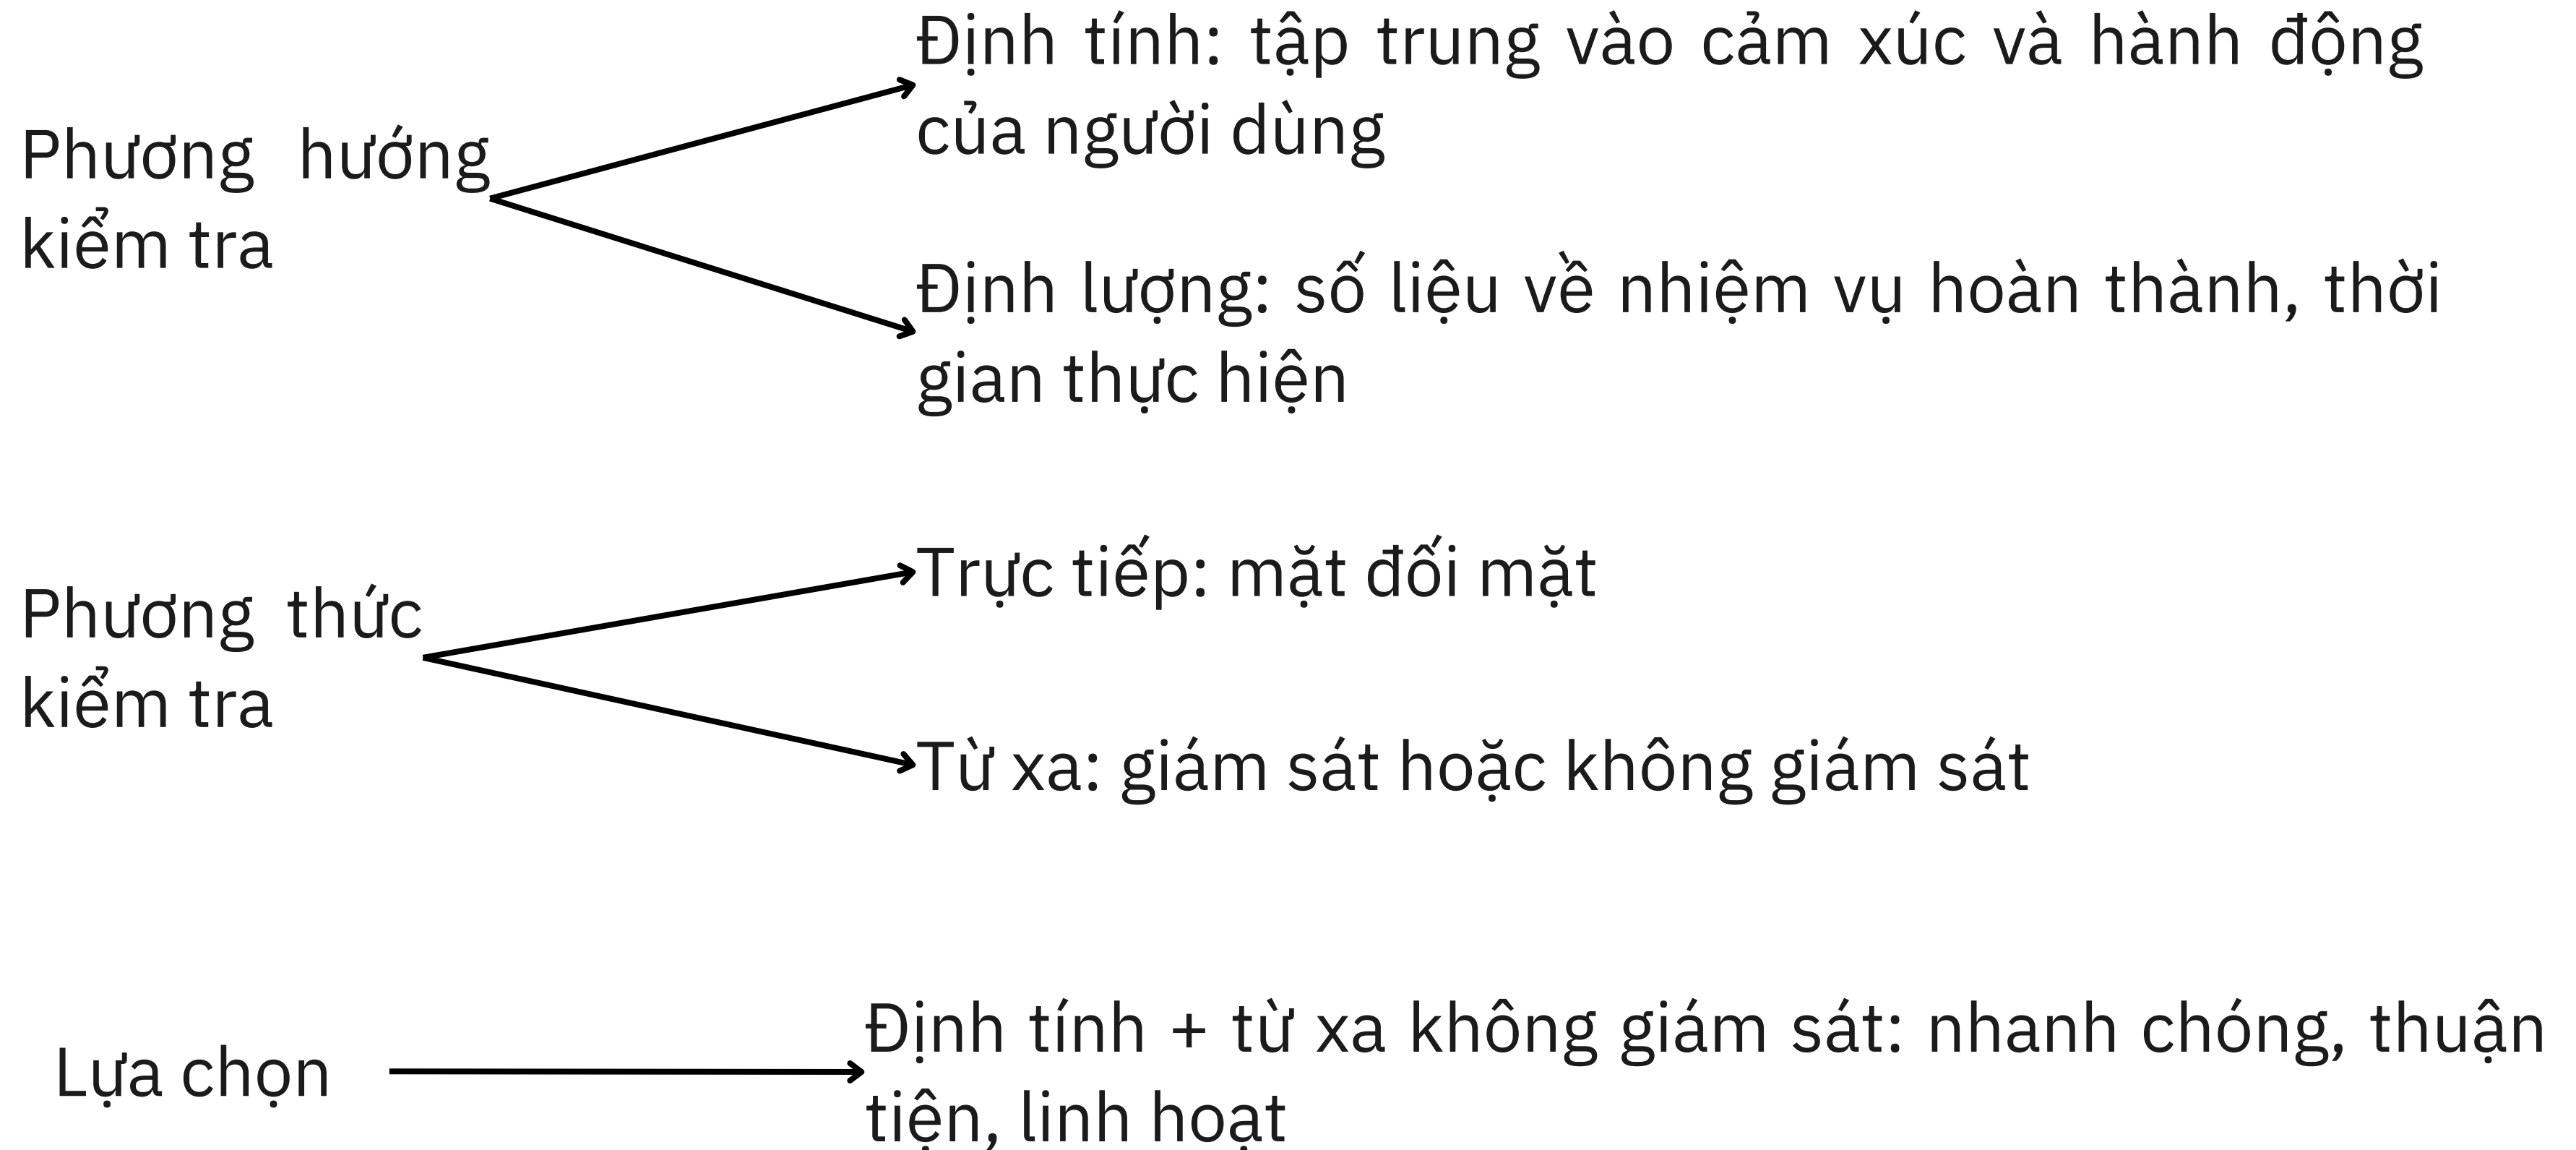 Định tính: tập trung vào cảm xúc và hành động
của người dùng
Phương hướng
kiểm tra
Định lượng: số liệu về nhiệm vụ hoàn thành, thời
gian thực hiện
Trực tiếp: mặt đối mặt
Phương thức
kiểm tra
Từ xa: giám sát hoặc không giám sát
Định tính + từ xa không giám sát: nhanh chóng, thuận
tiện, linh hoạt
Lựa chọn